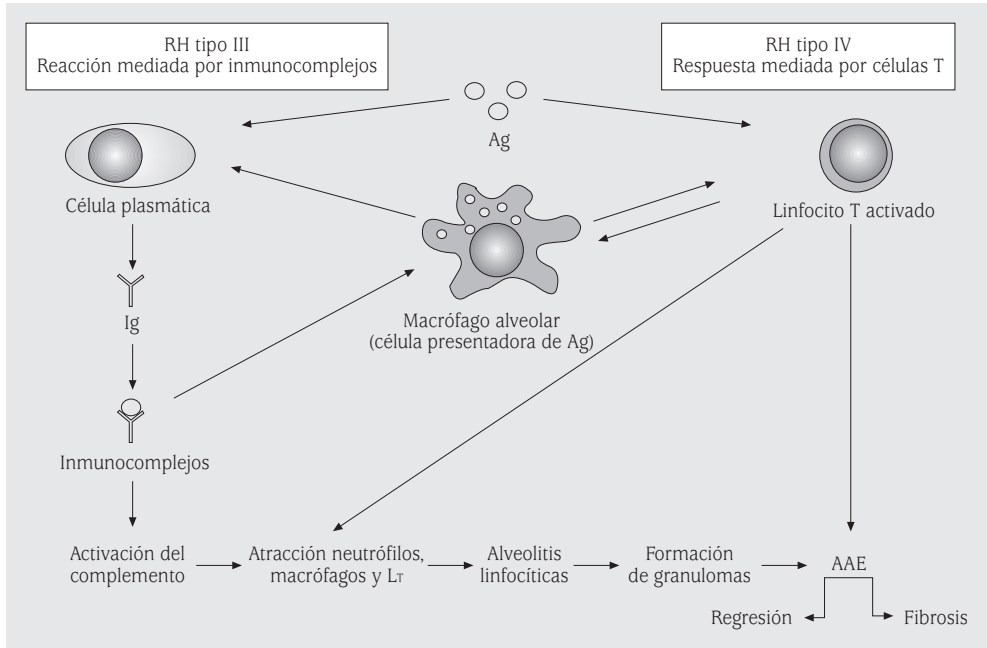 RH tipo III
Reacción mediada por inmunocomplejos
RH tipo IV
Respuesta mediada por células T
Ag
Célula plasmática
Linfocito T activado
Ig
Macrófago alveolar
(célula presentadora de Ag)
Inmunocomplejos
Activación del
complemento
Atracción neutrófilos,
macrófagos y LT
Alveolitis
linfocíticas
Formación
de granulomas
AAE
Regresión
Fibrosis